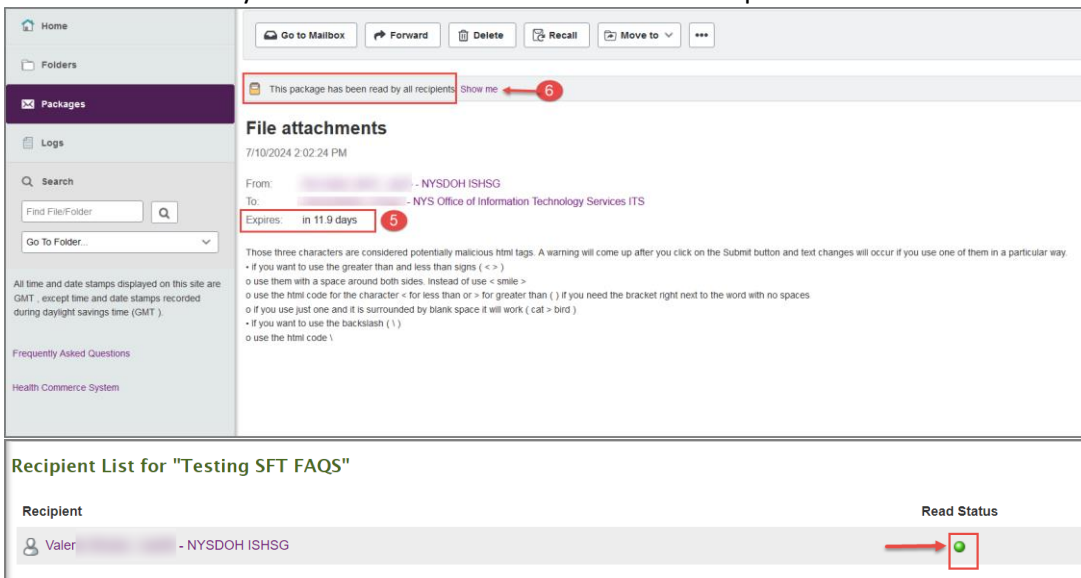 Home
Go to Mailbox Forward Delete Recall Move to •••
Folders
This package has been read by all recipients. Show me 6
Packages
File attachments
Logs
7/10/2024 2:02:24 PM
Search
From: - NYSDOH ISHSG
Find File/Folder
To: - NYS Office of Information Technology Services ITS
Expires: in 11.9 days 5
Go To Folder...
Those three characters are considered potentially malicious html tags. A warning will come up after you click on the Submit button and text changes will occur if you use one of them in a particular way.
• if you want to use the greater than and less than signs ( < > )
o use them with a space around both sides. Instead of use < smile >
o use the html code for the character < for less than or > for greater than ( ) if you need the bracket right next to the word with no spaces
o if you use just one and it is surrounded by blank space it will work ( cat > bird )
• If you want to use the backslash ( \ )
o use the html code \
All time and date stamps displayed on this site are
GMT , except time and date stamps recorded
during daylight savings time (GMT ).
Frequently Asked Questions
Health Commerce System
Recipient List for "Testing SFT FAQS"
Recipient Read Status
Valer - NYSDOH ISHSG